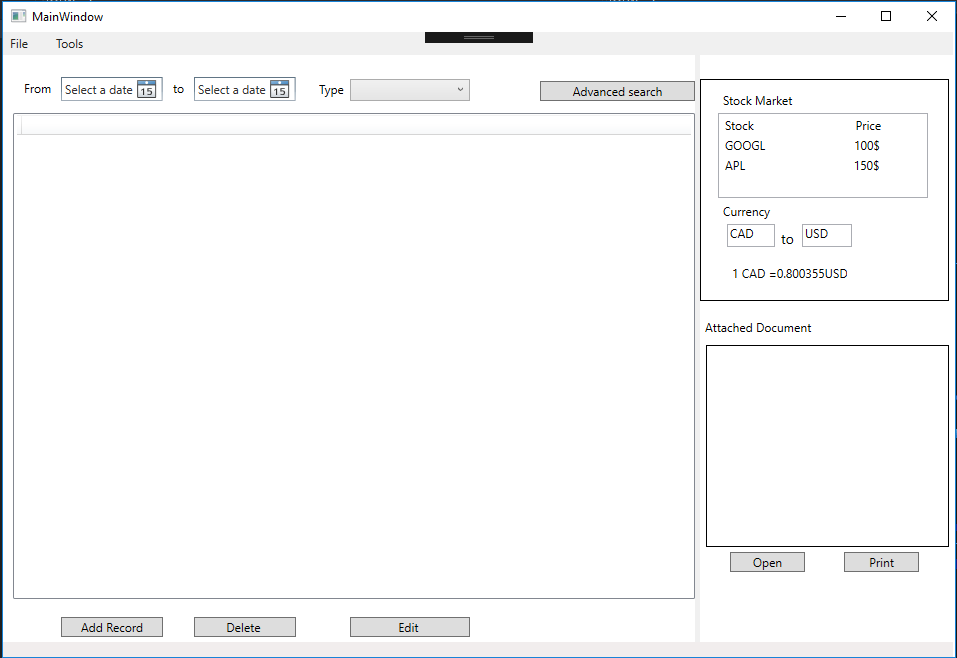 MainWindow
File Tools
From Select a date 15 to Select a date 15 Type Advanced search
Stock Market
Stock Price
GOOGL 100$
APL 150$
Currency
CAD to USD
1 CAD =0.800355USD
Attached Document
Open Print
Add Record Delete Edit